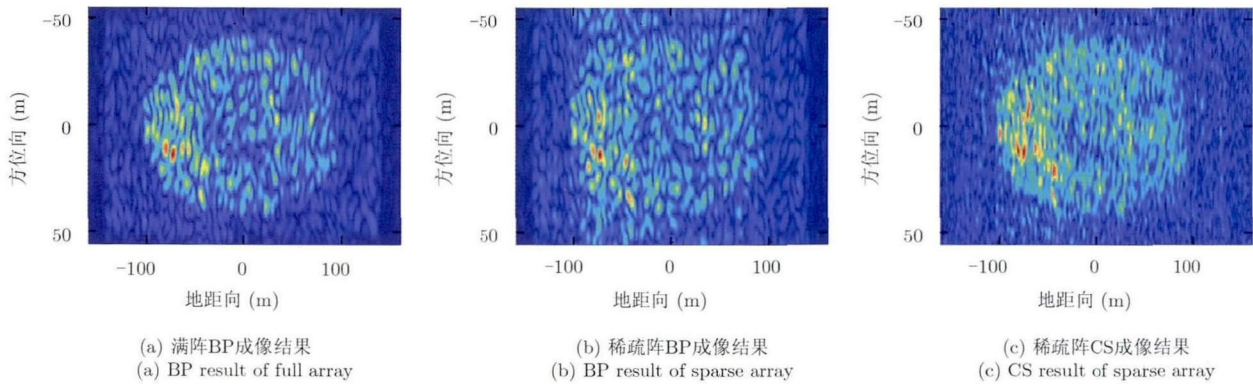 −50
0
50
方位向 (m)
−100 0 100
地距向 (m)
(a) 满阵BP成像结果
(a) BP result of full array
−50
0
50
方位向 (m)
−100 0 100
地距向 (m)
(b) 稀疏阵BP成像结果
(b) BP result of sparse array
−50
0
50
方位向 (m)
−100 0 100
地距向 (m)
(c) 稀疏阵CS成像结果
(c) CS result of sparse array